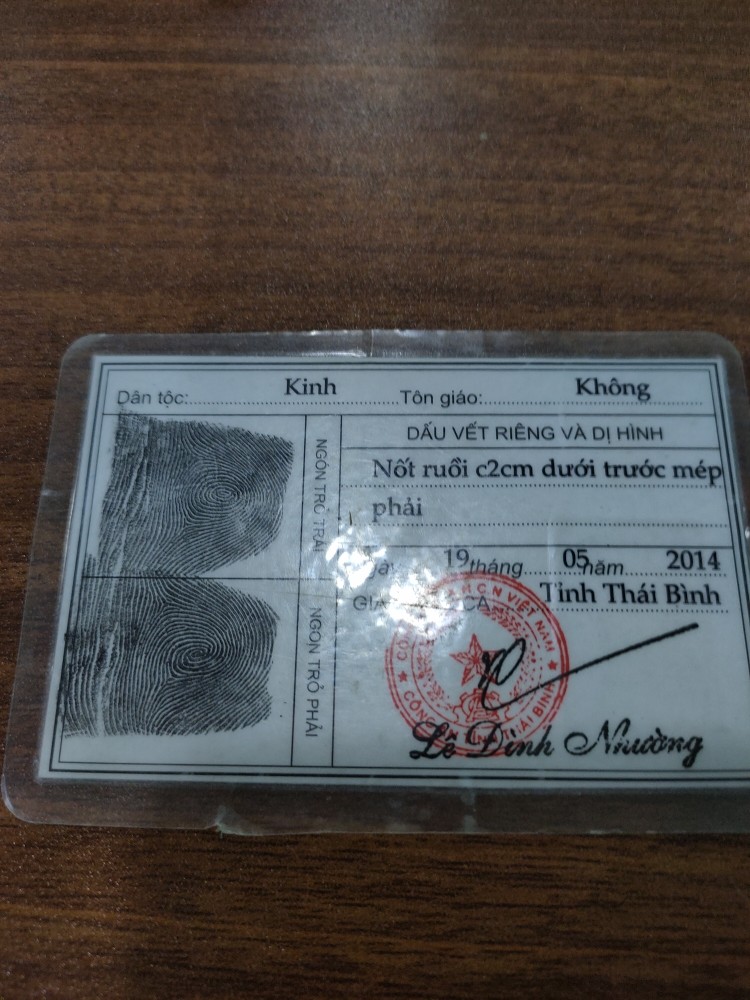 Dân tộc: Kinh Tôn giáo: Không
NGÓN TRỎ TRÁI
NGÓN TRỎ PHẢI
DẤU VẾT RIÊNG VÀ DỊ HÌNH
Nốt ruồi c2cm dưới trước mép
phải
19 tháng 05 năm 2014
Tỉnh Thái Bình
Lê Đình Nhường